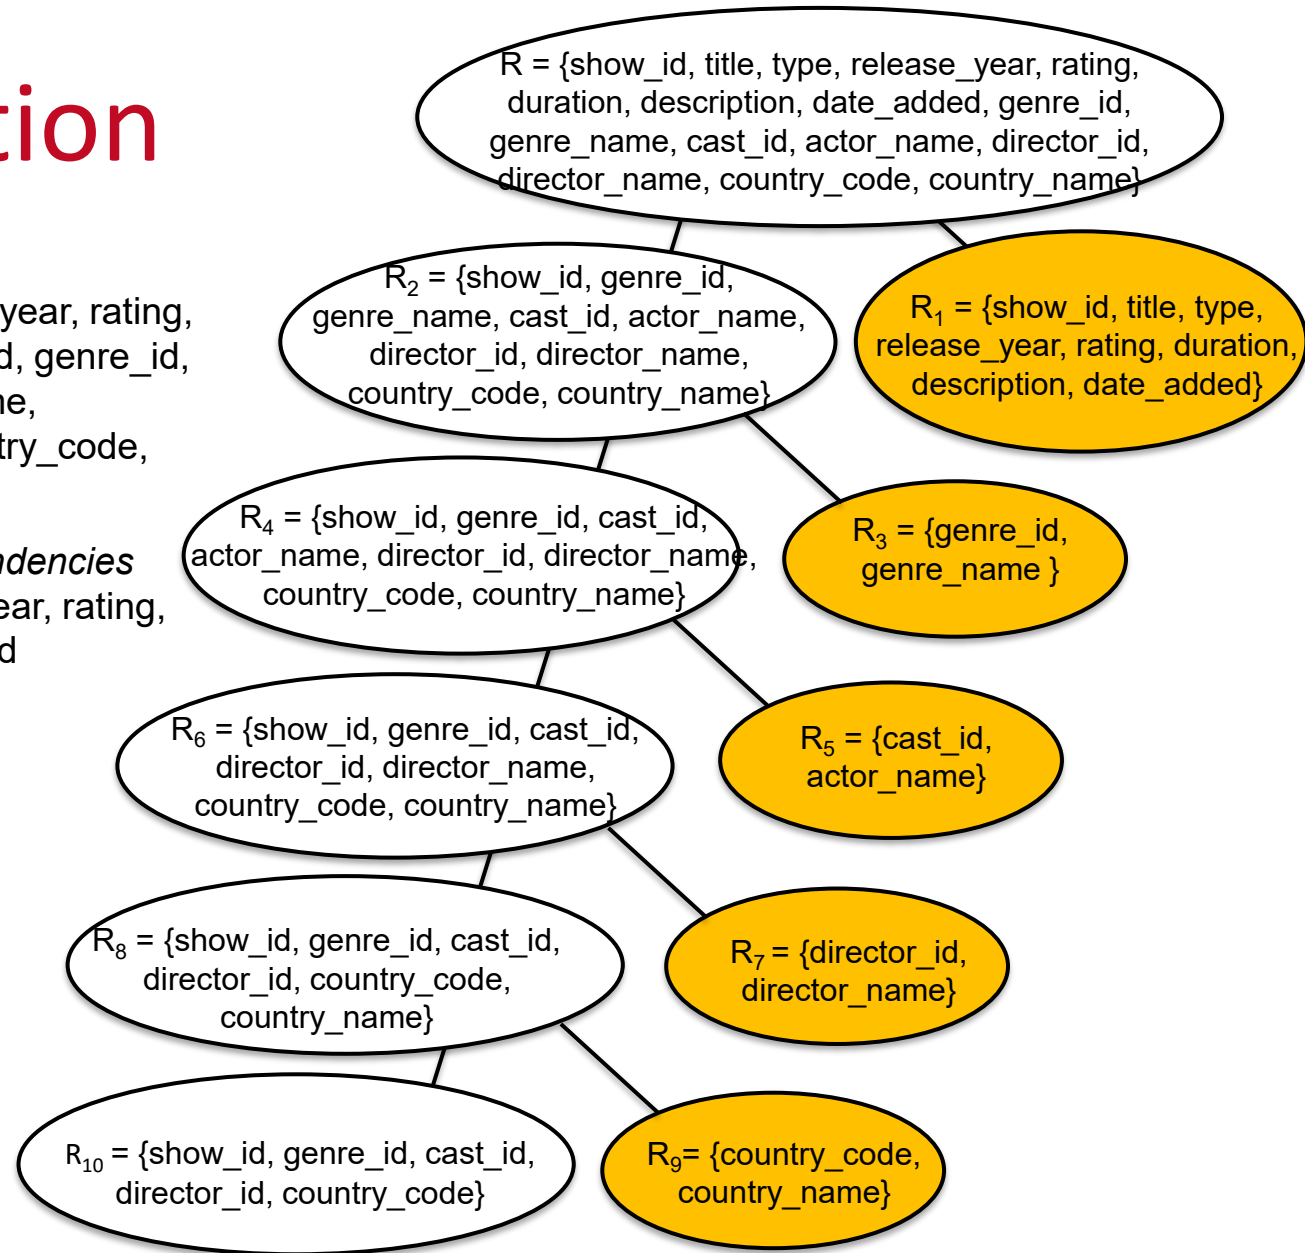 tion
R = {show_id, title, type, release_year, rating,
duration, description, date_added, genre_id,
genre_name, cast_id, actor_name, director_id,
director_name, country_code, country_name}
R₂ = {show_id, genre_id,
genre_name, cast_id, actor_name,
director_id, director_name,
country_code, country_name}
R₁ = {show_id, title, type,
release_year, rating, duration,
description, date_added}
year, rating,
d, genre_id,
ne,
try_code,
ndencies
ear, rating,
d
R₄ = {show_id, genre_id, cast_id,
actor_name, director_id, director_name,
country_code, country_name}
R₃ = {genre_id,
genre_name }
R₆ = {show_id, genre_id, cast_id,
director_id, director_name,
country_code, country_name}
R₅ = {cast_id,
actor_name}
R₈ = {show_id, genre_id, cast_id,
director_id, country_code,
country_name}
R₇ = {director_id,
director_name}
R₁₀ = {show_id, genre_id, cast_id,
director_id, country_code}
R₉= {country_code,
country_name}